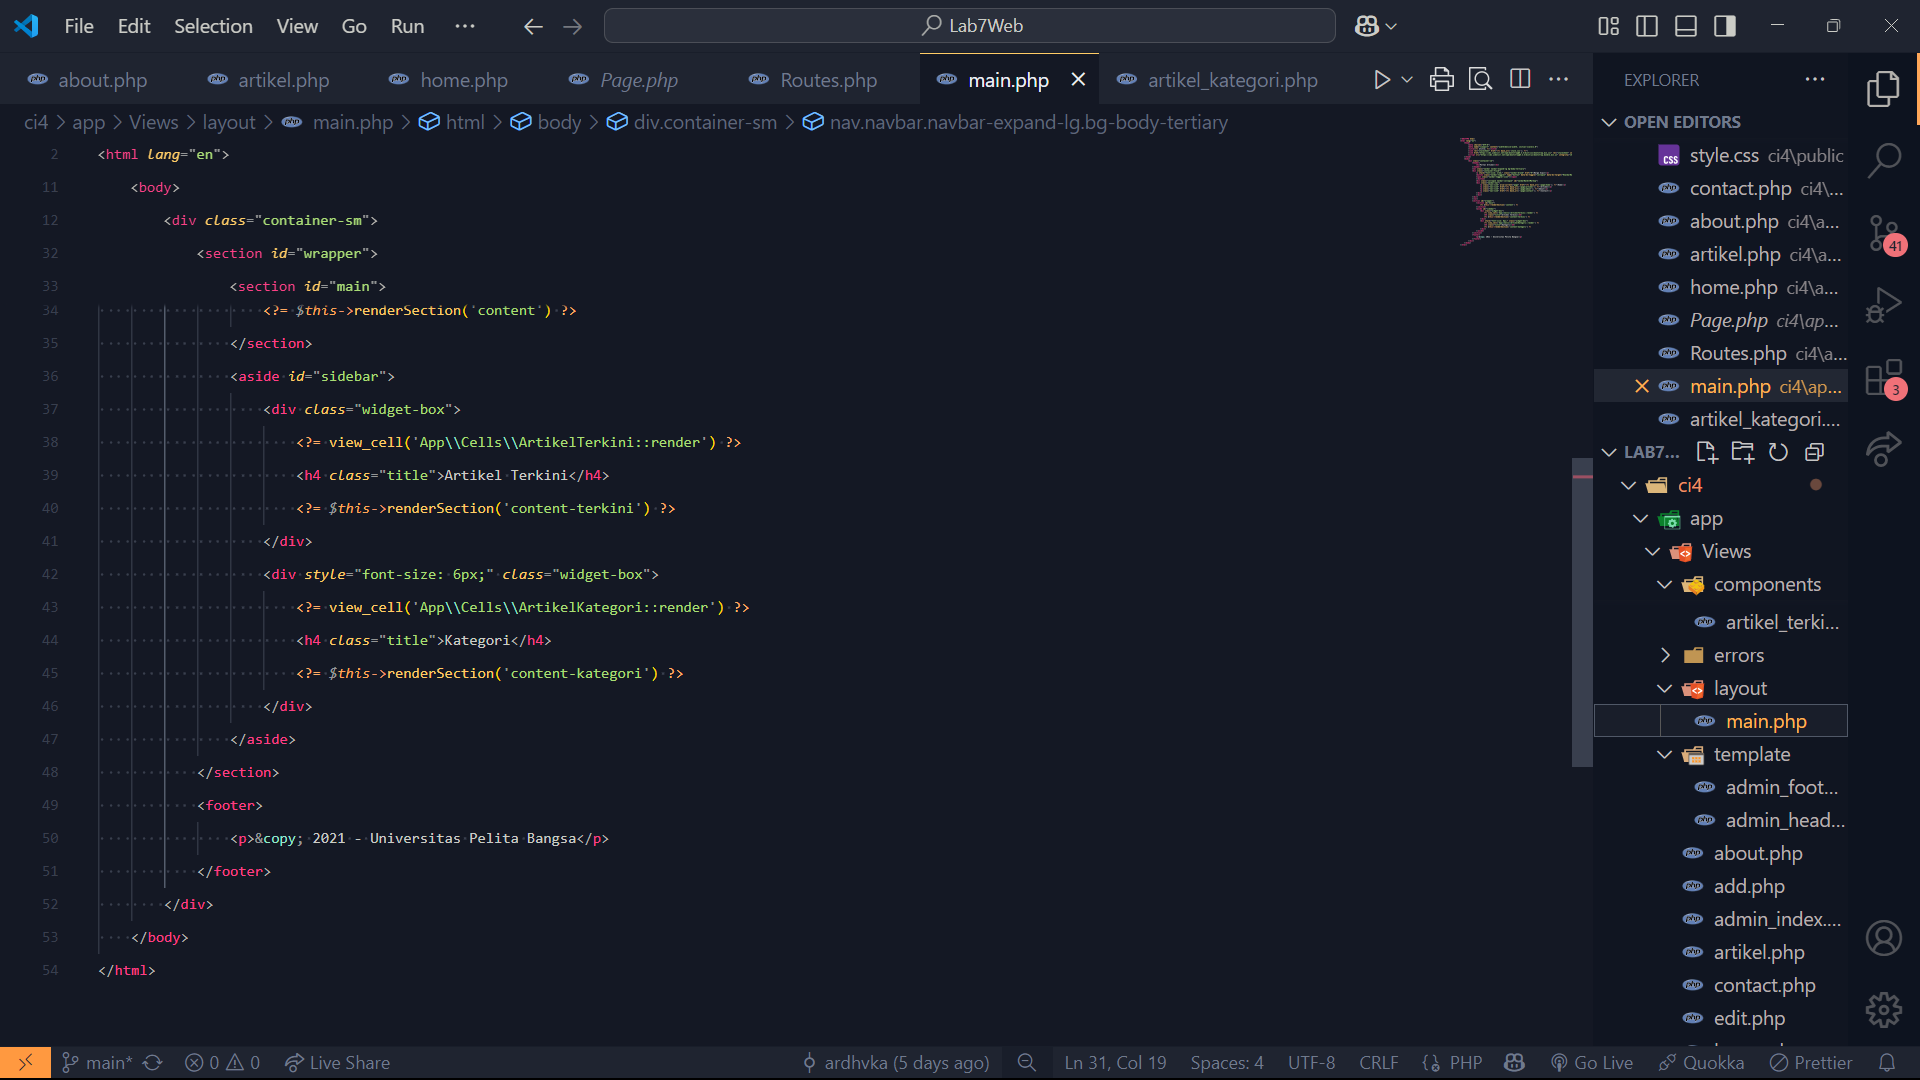 File Edit Selection View Go Run ··· Lab7Web
about.php artikel.php home.php Page.php Routes.php main.php artikel_kategori.php
ci4 > app > Views > layout > main.php > html > body > div.container-sm > nav.navbar.navbar-expand-lg.bg-body-tertiary
2 <html lang="en">
11 <body>
12 <div class="container-sm">
32 <section id="wrapper">
33 <section id="main">
34 <?= $this->renderSection('content') ?>
35 </section>
36 <aside id="sidebar">
37 <div class="widget-box">
38 <?= view_cell('App\\Cells\\ArtikelTerkini::render') ?>
39 <h4 class="title">Artikel Terkini</h4>
40 <?= $this->renderSection('content-terkini') ?>
41 </div>
42 <div style="font-size: 6px;" class="widget-box">
43 <?= view_cell('App\\Cells\\ArtikelKategori::render') ?>
44 <h4 class="title">Kategori</h4>
45 <?= $this->renderSection('content-kategori') ?>
46 </div>
47 </aside>
48 </section>
49 <footer>
50 <p>&copy; 2021 - Universitas Pelita Bangsa</p>
51 </footer>
52 </div>
53 </body>
54 </html>
EXPLORER ···
OPEN EDITORS
style.css ci4\public
contact.php ci4\...
about.php ci4\a...
artikel.php ci4\a...
home.php ci4\a...
Page.php ci4\ap...
Routes.php ci4\a...
main.php ci4\ap...
artikel_kategori....
LAB7...
ci4
app
Views
components
artikel_terki...
errors
layout
main.php
template
admin_foot...
admin_head...
about.php
add.php
admin_index....
artikel.php
contact.php
edit.php
41
3
main* 0 0 Live Share ardhvka (5 days ago) Ln 31, Col 19 Spaces: 4 UTF-8 CRLF {} PHP Go Live Quokka Prettier